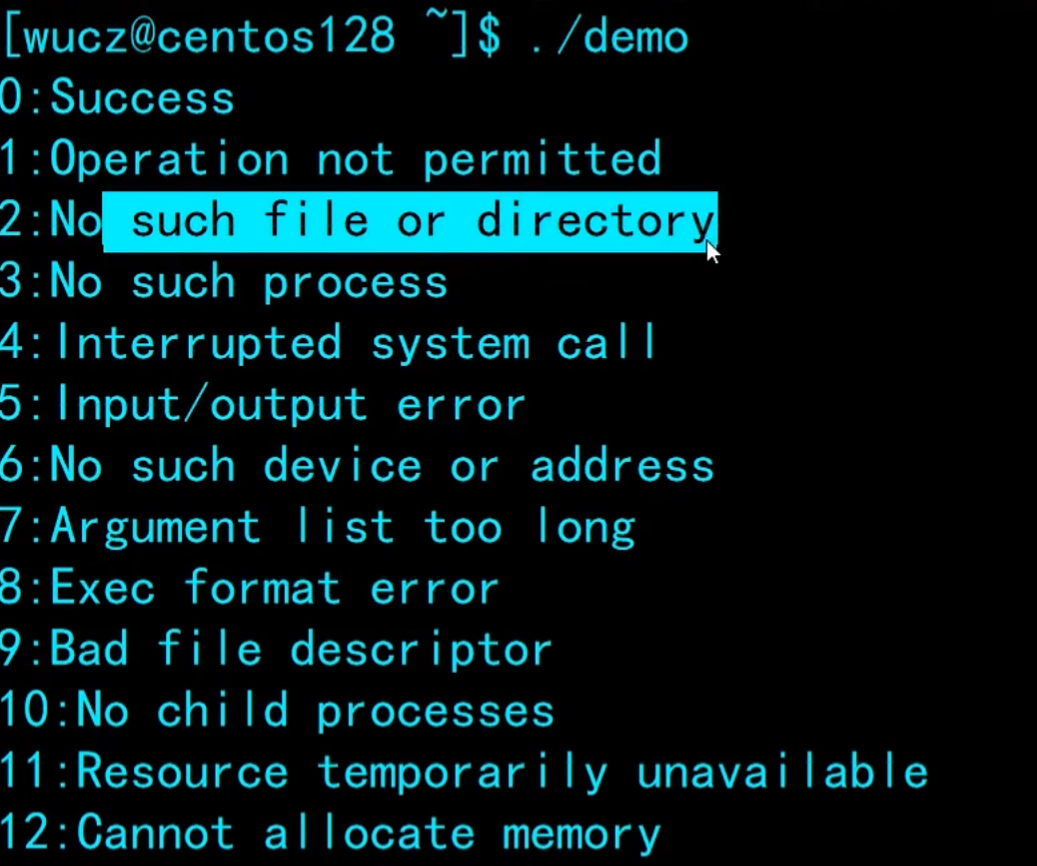 [wucz@centos128 ~]$ ./demo
0:Success
1:Operation not permitted
2:No such file or directory
3:No such process
4:Interrupted system call
5:Input/output error
6:No such device or address
7:Argument list too long
8:Exec format error
9:Bad file descriptor
10:No child processes
11:Resource temporarily unavailable
12:Cannot allocate memory